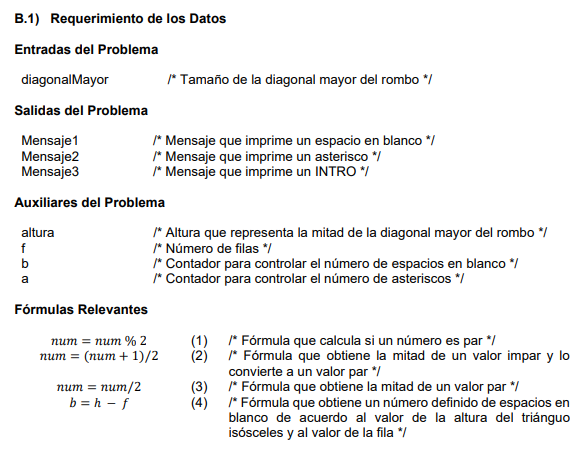 B.1) Requerimiento de los Datos
Entradas del Problema
diagonalMayor /* Tamaño de la diagonal mayor del rombo */
Salidas del Problema
Mensaje1 /* Mensaje que imprime un espacio en blanco */
Mensaje2 /* Mensaje que imprime un asterisco */
Mensaje3 /* Mensaje que imprime un INTRO */
Auxiliares del Problema
altura /* Altura que representa la mitad de la diagonal mayor del rombo */
f /* Número de filas */
b /* Contador para controlar el número de espacios en blanco */
a /* Contador para controlar el número de asteriscos */
Fórmulas Relevantes
num = num % 2 (1) /* Fórmula que calcula si un número es par */
num = (num + 1)/2 (2) /* Fórmula que obtiene la mitad de un valor impar y lo
convierte a un valor par */
num = num/2 (3) /* Fórmula que obtiene la mitad de un valor par */
b = h − f (4) /* Fórmula que obtiene un número definido de espacios en
blanco de acuerdo al valor de la altura del triánguo
isósceles y al valor de la fila */